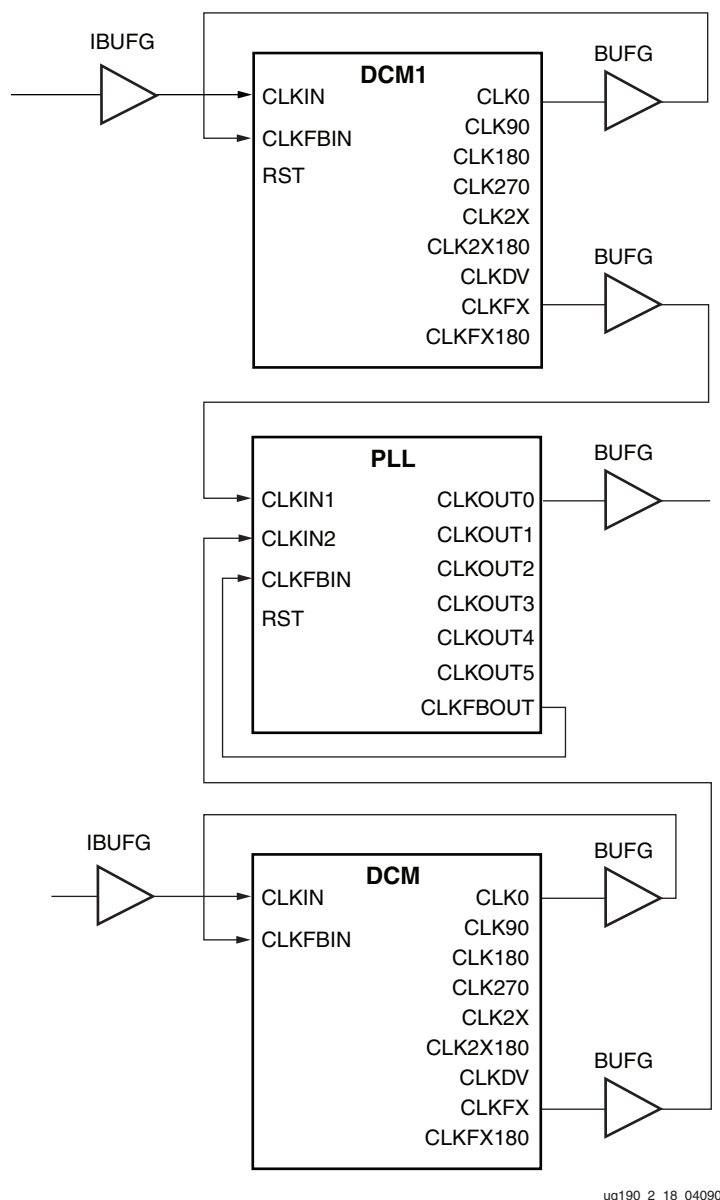 IBUFG
BUFG
DCM1
CLKIN
CLKFBIN
RST
CLK0
CLK90
CLK180
CLK270
CLK2X
CLK2X180
CLKDV
CLKFX
CLKFX180
BUFG
PLL
BUFG
CLKIN1
CLKIN2
CLKFBIN
RST
CLKOUT0
CLKOUT1
CLKOUT2
CLKOUT3
CLKOUT4
CLKOUT5
CLKFBOUT
IBUFG
BUFG
DCM
CLKIN
CLKFBIN
CLK0
CLK90
CLK180
CLK270
CLK2X
CLK2X180
CLKDV
CLKFX
CLKFX180
BUFG
ug190_2_18_04090